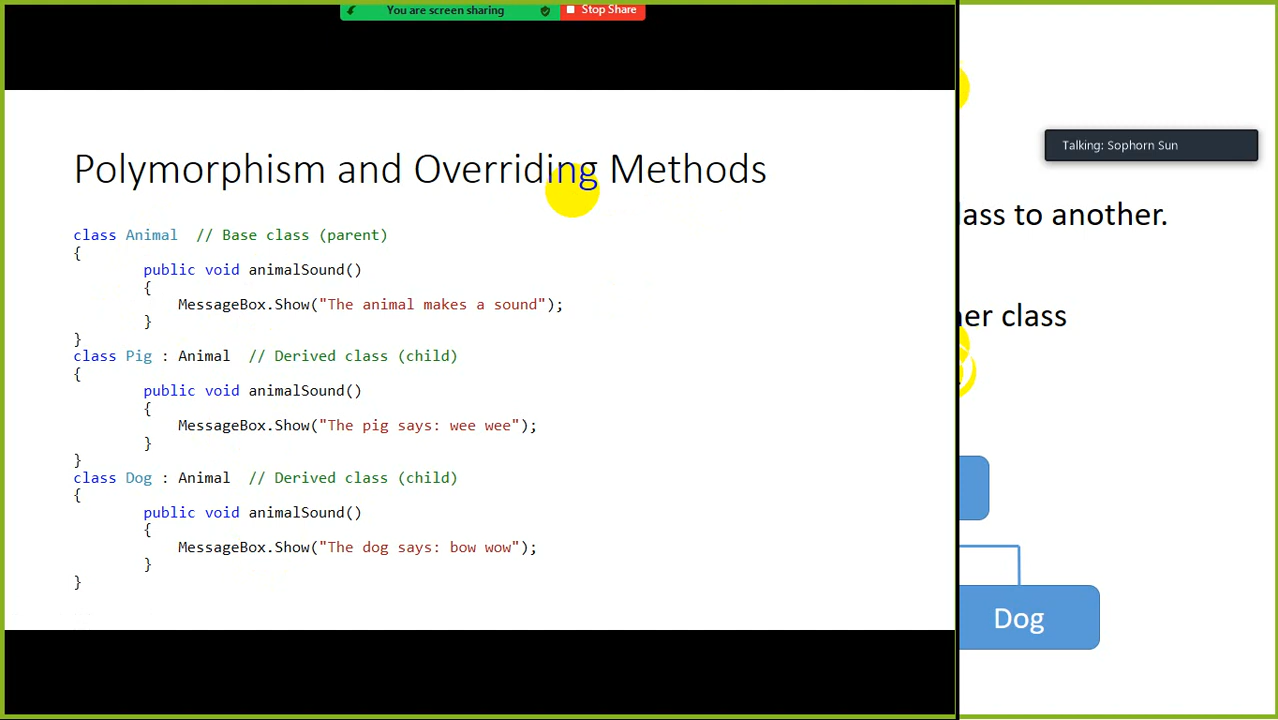 You are screen sharing
Stop Share
Polymorphism and Overriding Methods
class Animal  // Base class (parent)
{
public void animalSound()
{
MessageBox.Show("The animal makes a sound");
}
}
class Pig : Animal  // Derived class (child)
{
public void animalSound()
{
MessageBox.Show("The pig says: wee wee");
}
}
class Dog : Animal  // Derived class (child)
{
public void animalSound()
{
MessageBox.Show("The dog says: bow wow");
}
}
Talking: Sophorn Sun
to another.
class
Dog